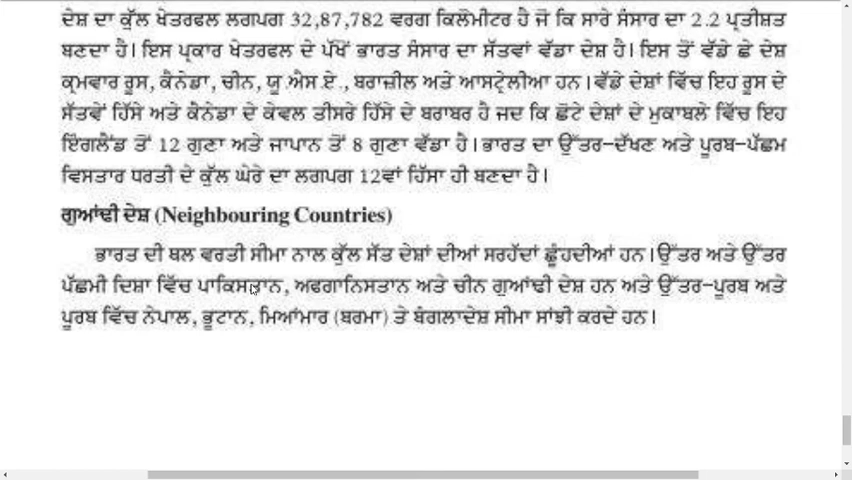 ਦੇਸ਼ ਦਾ ਕੁੱਲ ਖੇਤਰਫਲ ਲਗਪਗ 32,87,782 ਵਰਗ ਕਿਲੋਮੀਟਰ ਹੈ ਜੋ ਕਿ ਸਾਰੇ ਸੰਸਾਰ ਦਾ 2.2 ਪ੍ਰਤੀਸ਼ਤ
ਬਣਦਾ ਹੈ। ਇਸ ਪ੍ਰਕਾਰ ਖੇਤਰਫਲ ਦੇ ਪੱਖੋਂ ਭਾਰਤ ਸੰਸਾਰ ਦਾ ਸੱਤਵਾਂ ਵੱਡਾ ਦੇਸ਼ ਹੈ। ਇਸ ਤੋਂ ਵੱਡੇ ਛੇ ਦੇਸ਼
ਕ੍ਰਮਵਾਰ ਰੂਸ, ਕੈਨੇਡਾ, ਚੀਨ, ਯੂ.ਐਸ.ਏ., ਬਰਾਜ਼ੀਲ ਅਤੇ ਆਸਟ੍ਰੇਲੀਆ ਹਨ। ਵੱਡੇ ਦੇਸ਼ਾਂ ਵਿੱਚ ਇਹ ਰੂਸ ਦੇ
ਸੱਤਵੇਂ ਹਿੱਸੇ ਅਤੇ ਕੈਨੇਡਾ ਦੇ ਕੇਵਲ ਤੀਸਰੇ ਹਿੱਸੇ ਦੇ ਬਰਾਬਰ ਹੈ ਜਦ ਕਿ ਛੋਟੇ ਦੇਸ਼ਾਂ ਦੇ ਮੁਕਾਬਲੇ ਵਿੱਚ ਇਹ
ਇੰਗਲੈਂਡ ਤੋਂ 12 ਗੁਣਾ ਅਤੇ ਜਾਪਾਨ ਤੋਂ 8 ਗੁਣਾ ਵੱਡਾ ਹੈ। ਭਾਰਤ ਦਾ ਉੱਤਰ-ਦੱਖਣ ਅਤੇ ਪੂਰਬ-ਪੱਛਮ
ਵਿਸਤਾਰ ਧਰਤੀ ਦੇ ਕੁੱਲ ਘੇਰੇ ਦਾ ਲਗਪਗ 12ਵਾਂ ਹਿੱਸਾ ਹੀ ਬਣਦਾ ਹੈ।
ਗੁਆਂਢੀ ਦੇਸ਼ (Neighbouring Countries)
ਭਾਰਤ ਦੀ ਥਲ ਵਰਤੀ ਸੀਮਾ ਨਾਲ ਕੁੱਲ ਸੱਤ ਦੇਸ਼ਾਂ ਦੀਆਂ ਸਰਹੱਦਾਂ ਛੂੰਹਦੀਆਂ ਹਨ। ਉੱਤਰ ਅਤੇ ਉੱਤਰ
ਪੱਛਮੀ ਦਿਸ਼ਾ ਵਿੱਚ ਪਾਕਿਸਤਾਨ, ਅਫਗਾਨਿਸਤਾਨ ਅਤੇ ਚੀਨ ਗੁਆਂਢੀ ਦੇਸ਼ ਹਨ ਅਤੇ ਉੱਤਰ-ਪੂਰਬ ਅਤੇ
ਪੂਰਬ ਵਿੱਚ ਨੇਪਾਲ, ਭੂਟਾਨ, ਮਿਆਂਮਾਰ (ਬਰਮਾ) ਤੇ ਬੰਗਲਾਦੇਸ਼ ਸੀਮਾ ਸਾਂਝੀ ਕਰਦੇ ਹਨ।